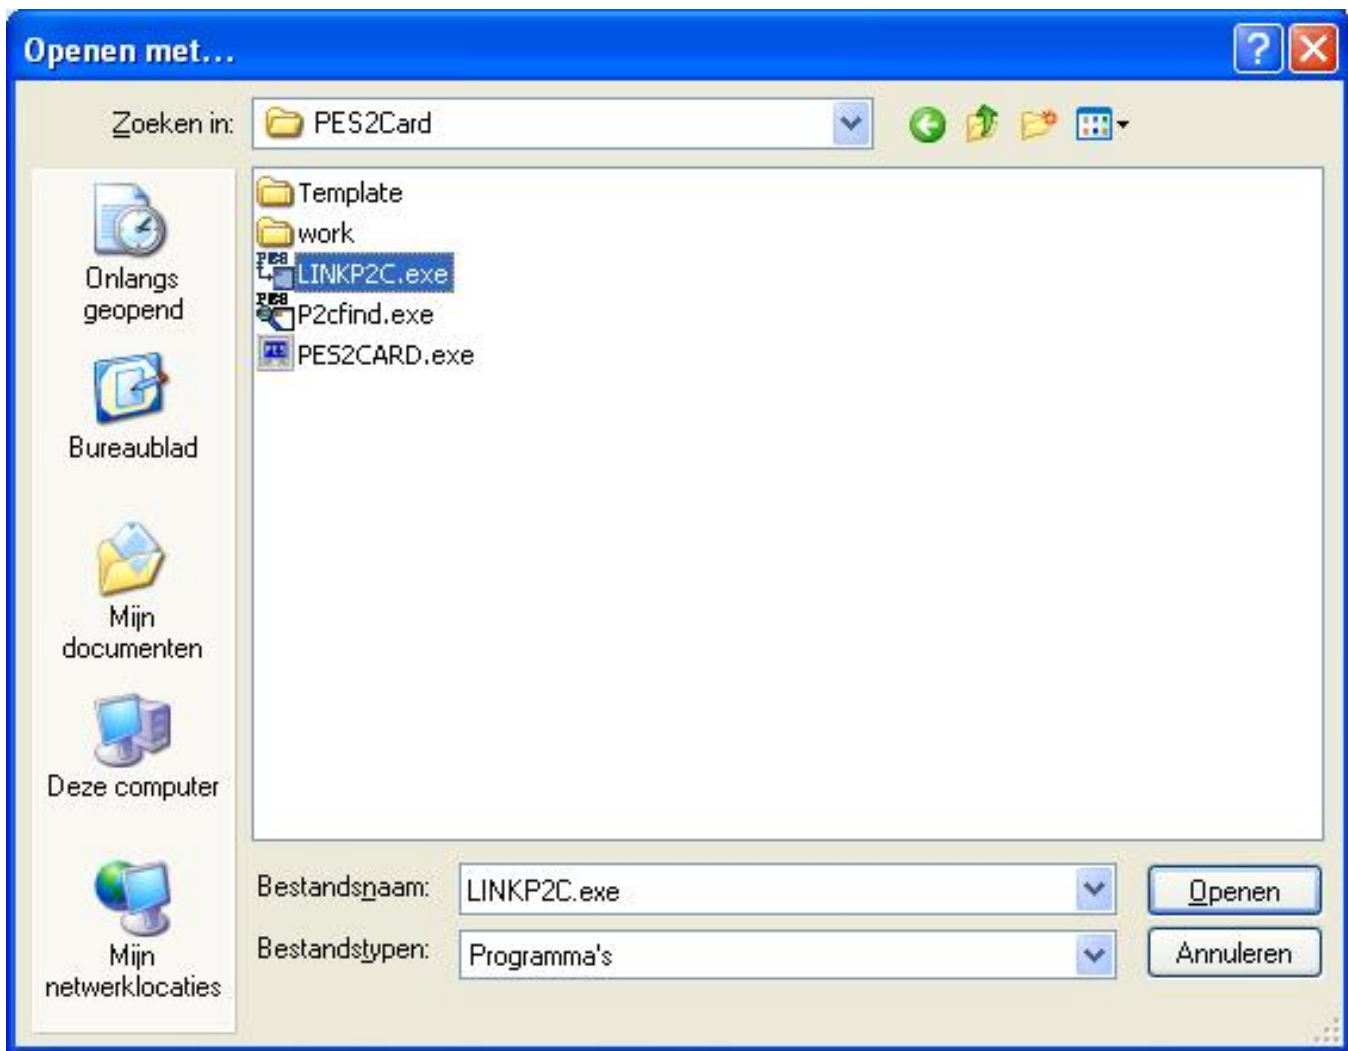 Openen met...
Zoeken in:
PES2Card
Template
work
LINKP2C.exe
P2cfind.exe
PES2CARD.exe
Onlangs
geopend
Bureaublad
Mijn
documenten
Deze computer
Mijn
netwerklocaties
Bestandsnaam:
LINKP2C.exe
Openen
Bestandstypen:
Programma's
Annuleren